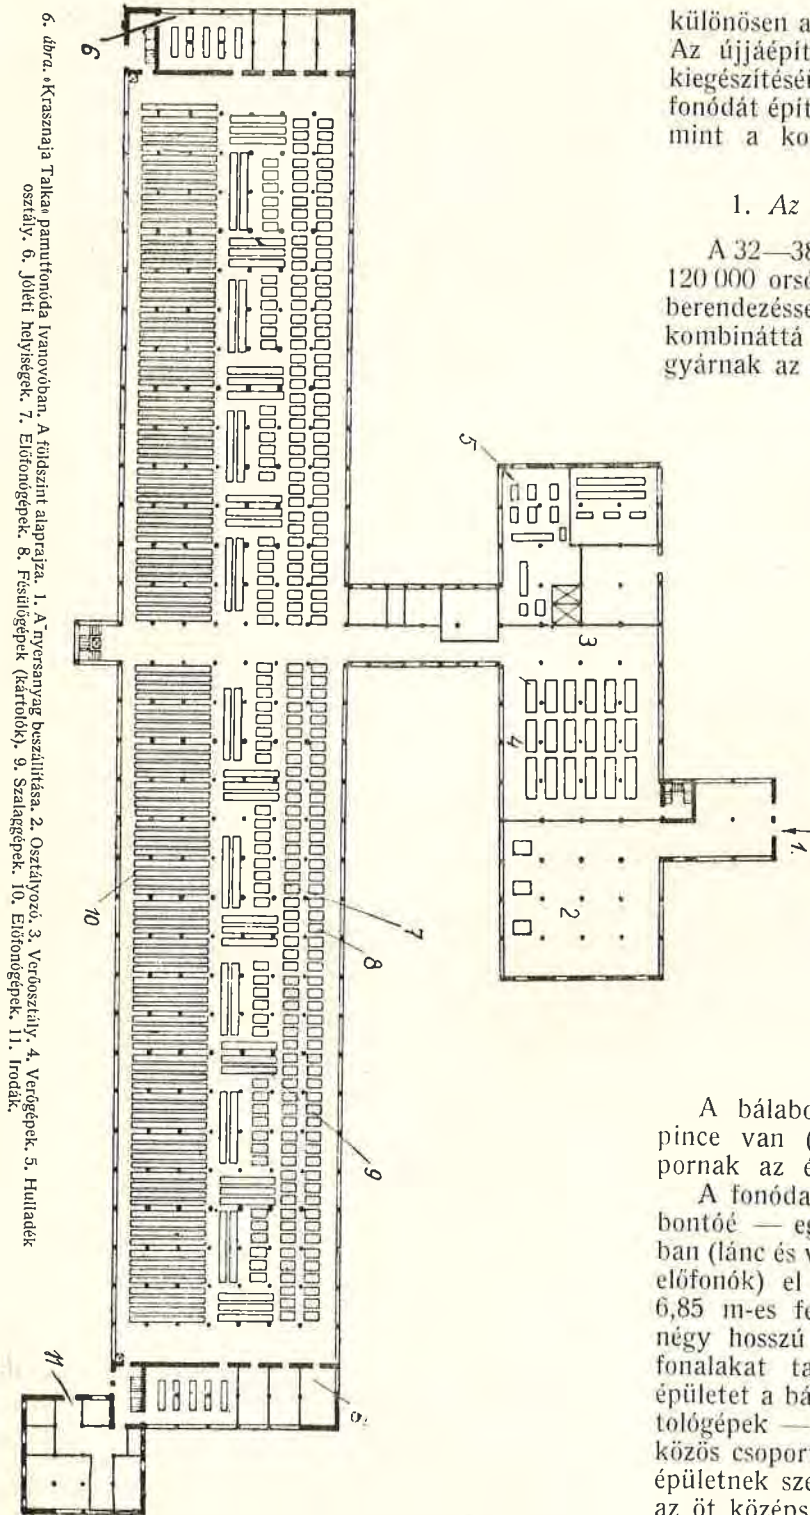 különösen a
Az újjáépít
kiegészítései
fonódát épít
mint a ko
1. Az
A 32—38
120 000 orsó
berendezésse
kombináttá
gyárnak az
6
5
3
4
1.
2
7
8
10
9
11
6. ábra. »Krasznaja Talka« pamutfonóda Ivanovóban. A földszint alaprajza. 1. A nyersanyag beszállítása. 2. Osztályozó. 3. Verőosztály. 4. Verőgépek. 5. Hulladék
osztály. 6. Jóléti helyiségek. 7. Előfonógépek. 8. Fésülőgépek (kártolók). 9. Szalaggépek. 10. Előfonógépek. 11. Irodák.
A bálabo
pince van (
pornak az é
A fonóda
bontóé — eg
ban (lánc és v
előfonók) el
6,85 m-es fe
négy hosszú
fonalakat ta
épületet a bá
tológépek —
közös csopor
épületnek szé
az öt középs